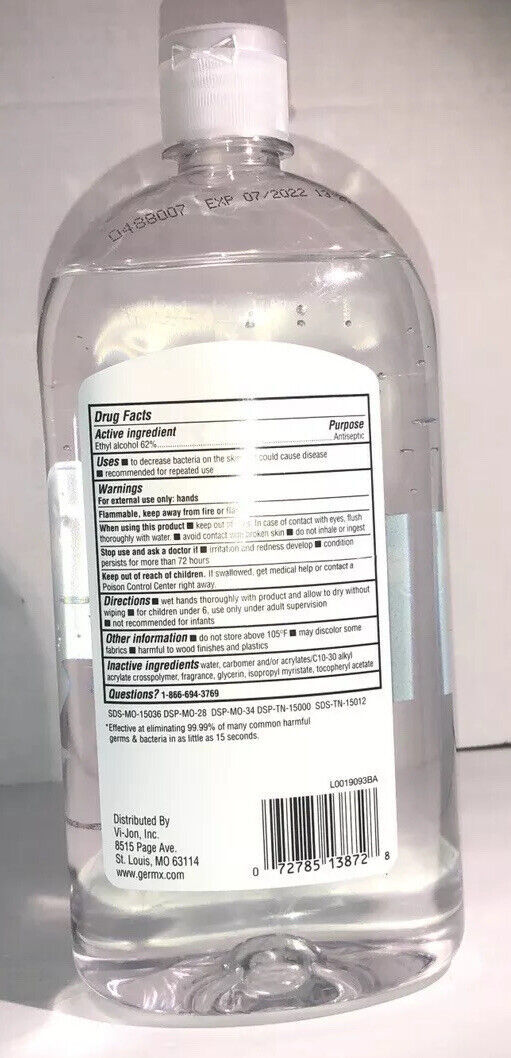 0488007 EXP 07/2022
Drug Facts
Active ingredient Purpose
Ethyl alcohol 62%..........Antiseptic
Uses ■ to decrease bacteria on the could cause disease
■ recommended for repeated use
Warnings
For external use only: hands
Flammable, keep away from fire or
When using this product ■ keep out In case of contact with eyes, flush
thoroughly with water. ■ avoid contact broken skin ■ do not inhale or ingest
Stop use and ask a doctor if ■ irritation and redness develop ■ condition
persists for more than 72 hours
Keep out of reach of children. If swallowed, get medical help or contact a
Poison Control Center right away.
Directions ■ wet hands thoroughly with product and allow to dry without
wiping ■ for children under 6, use only under adult supervision
■ not recommended for infants
Other information ■ do not store above 105°F ■ may discolor some
fabrics ■ harmful to wood finishes and plastics
Inactive ingredients water, carbomer and/or acrylates/C10-30 alkyl
acrylate crosspolymer, fragrance, glycerin, isopropyl myristate, tocopheryl acetate
Questions? 1-866-694-3769
SDS-MO-15036 DSP-MO-28 DSP-MO-34 DSP-TN-15000 SDS-TN-15012
*Effective at eliminating 99.99% of many common harmful
germs & bacteria in as little as 15 seconds.
L0019093BA
Distributed By
Vi-Jon, Inc.
8515 Page Ave.
St. Louis, MO 63114
www.germx.com
0 72785 13872 8